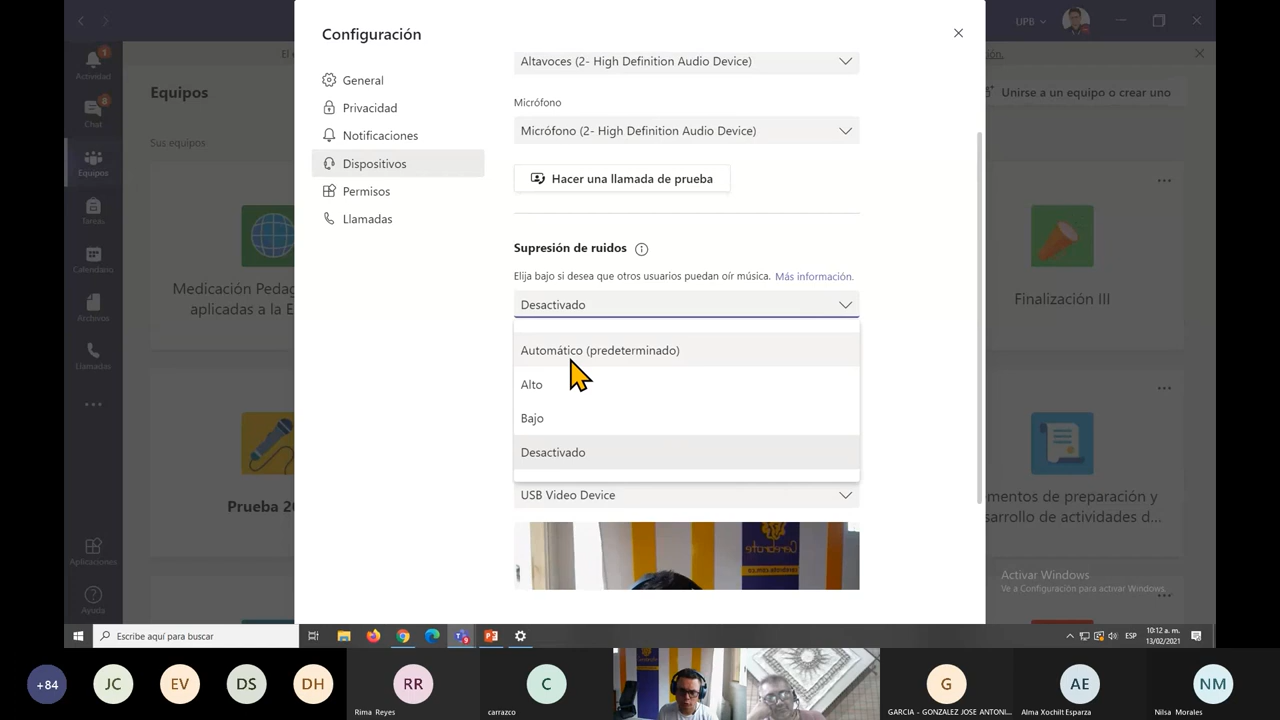 Configuración
UPB
General
Privacidad
Notificaciones
Dispositivos
Permisos
Llamadas
Altavoces (2- High Definition Audio Device)
Micrófono
Micrófono (2- High Definition Audio Device)
Hacer una llamada de prueba
Supresión de ruidos
Elija bajo si desea que otros usuarios puedan oír música. Más información.
Desactivado
Automático (predeterminado)
Alto
Bajo
Desactivado
USB Video Device
Actividad
1
Chat
8
Equipos
Tareas
Calendario
Archivos
Llamadas
Aplicaciones
Ayuda
El
Equipos
Sus equipos
Medicación Pedag
aplicadas a la E
Prueba 20
Unirse a un equipo o crear uno
Finalización III
mentos de preparación y
sarrollo de actividades d...
Activar Windows
Ve a Configuración para activar Windows.
Escribe aquí para buscar
ESP
10:12 a. m.
13/02/2021
+84
JC
EV
DS
DH
RR
Rima Reyes
C
carrazco
G
GARCIA - GONZALEZ JOSE ANTONI...
AE
Alma Xochilt Esparza
NM
Nilsa Morales